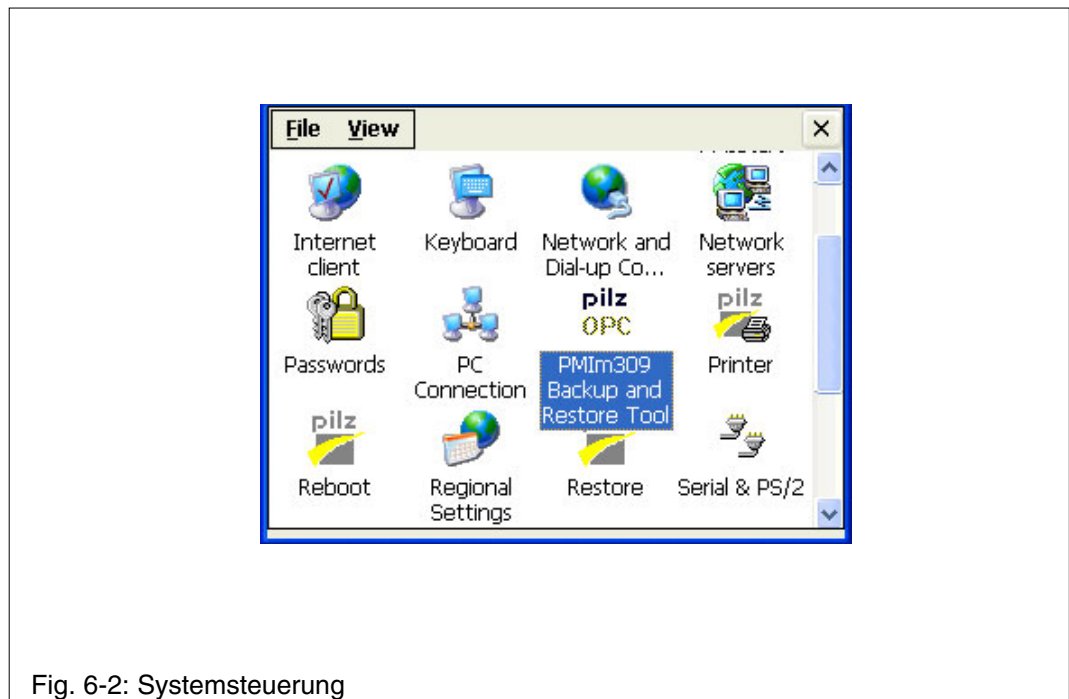 File View
Internet client
Keyboard
Network and Dial-up Co...
Network servers
pilz OPC
pilz
Passwords
PC Connection
PMIm309 Backup and Restore Tool
Printer
pilz
Reboot
Regional Settings
Restore
Serial & PS/2
Fig. 6-2: Systemsteuerung